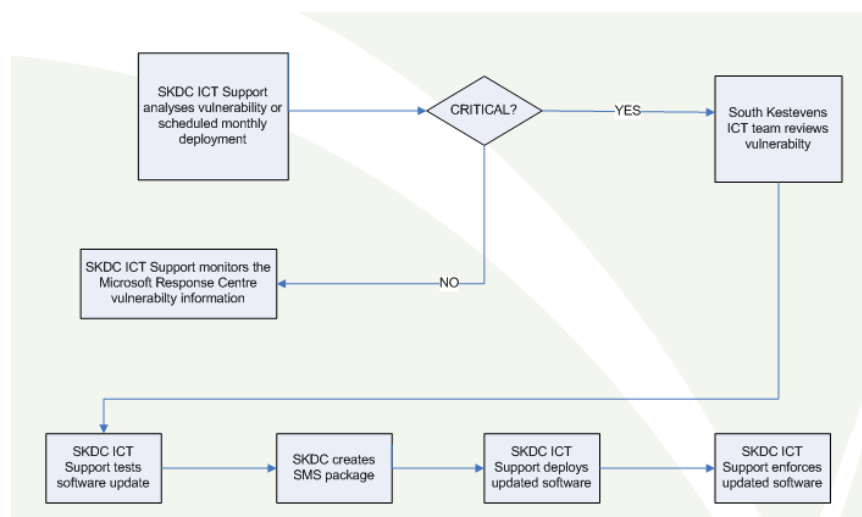 SKDC ICT Support
analyses vulnerability or
scheduled monthly
deployment
CRITICAL?
YES
South Kestevens
ICT team reviews
vulnerabilty
SKDC ICT Support monitors the
Microsoft Response Centre
vulnerabilty information
NO
SKDC ICT
Support tests
software update
SKDC creates
SMS package
SKDC ICT
Support deploys
updated software
SKDC ICT
Support enforces
updated software